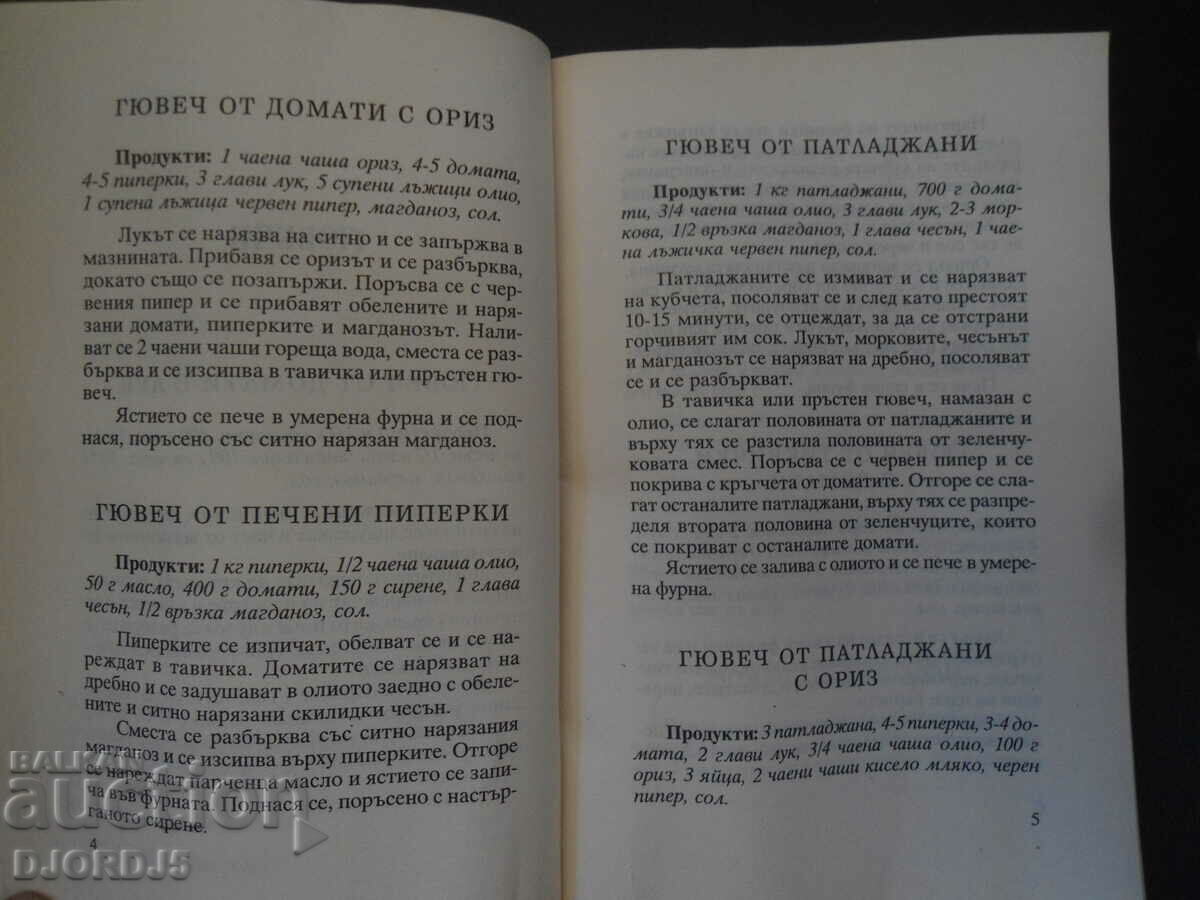 ГЮВЕЧ ОТ ДОМАТИ С ОРИЗ
Продукти: 1 чаена чаша ориз, 4-5 домата,
4-5 пиперки, 3 глави лук, 5 супени лъжици олио,
1 супена лъжица червен пипер, магданоз, сол.
Лукът се нарязва на ситно и се запържва в
мазнината. Прибавя се оризът и се разбърква,
докато също се позапържи. Поръсва се с чер-
вения пипер и се прибавят обелените и наря-
зани домати, пиперките и магданозът. Нали-
ват се 2 чаени чаши гореща вода, сместа се раз-
бърква и се изсипва в тавичка или пръстен гю-
веч.
Ястието се пече в умерена фурна и се под-
нася, поръсено със ситно нарязан магданоз.
ГЮВЕЧ ОТ ПЕЧЕНИ ПИПЕРКИ
Продукти: 1 кг пиперки, 1/2 чаена чаша олио,
50 г масло, 400 г домати, 150 г сирене, 1 глава
чесън, 1/2 връзка магданоз, сол.
Пиперките се изпичат, обелват се и се на-
реждат в тавичка. Доматите се нарязват на
дребно и се задушават в олиото заедно с обеле-
ните и ситно нарязани скилидки чесън.
Сместа се разбърква със ситно нарязания
магданоз и се изсипва върху пиперките. Отгоре
се нареждат парченца масло и ястието се запи-
ча във фурната. Поднася се, поръсено с настър-
ганото сирене.
4
ГЮВЕЧ ОТ ПАТЛАДЖАНИ
Продукти: 1 кг патладжани, 700 г дома-
ти, 3/4 чаена чаша олио, 3 глави лук, 2-3 мор-
кова, 1/2 връзка магданоз, 1 глава чесън, 1 чае-
на лъжичка червен пипер, сол.
Патладжаните се измиват и се нарязват
на кубчета, посоляват се и след като престоят
10-15 минути, се отцеждат, за да се отстрани
горчивият им сок. Лукът, морковите, чесънът
и магданозът се нарязват на дребно, посоляват
се и се разбъркват.
В тавичка или пръстен гювеч, намазан с
олио, се слагат половината от патладжаните и
върху тях се разстила половината от зеленчу-
ковата смес. Поръсва се с червен пипер и се
покрива с кръгчета от доматите. Отгоре се сла-
гат останалите патладжани, върху тях се разпре-
деля втората половина от зеленчуците, които
се покриват с останалите домати.
Ястието се залива с олиото и се пече в умере-
на фурна.
ГЮВЕЧ ОТ ПАТЛАДЖАНИ
С ОРИЗ
Продукти: 3 патладжана, 4-5 пиперки, 3-4 до-
мата, 2 глави лук, 3/4 чаена чаша олио, 100 г
ориз, 3 яйца, 2 чаени чаши кисело мляко, черен
пипер, сол.
5
BALKAN
auction
DJORDJ5